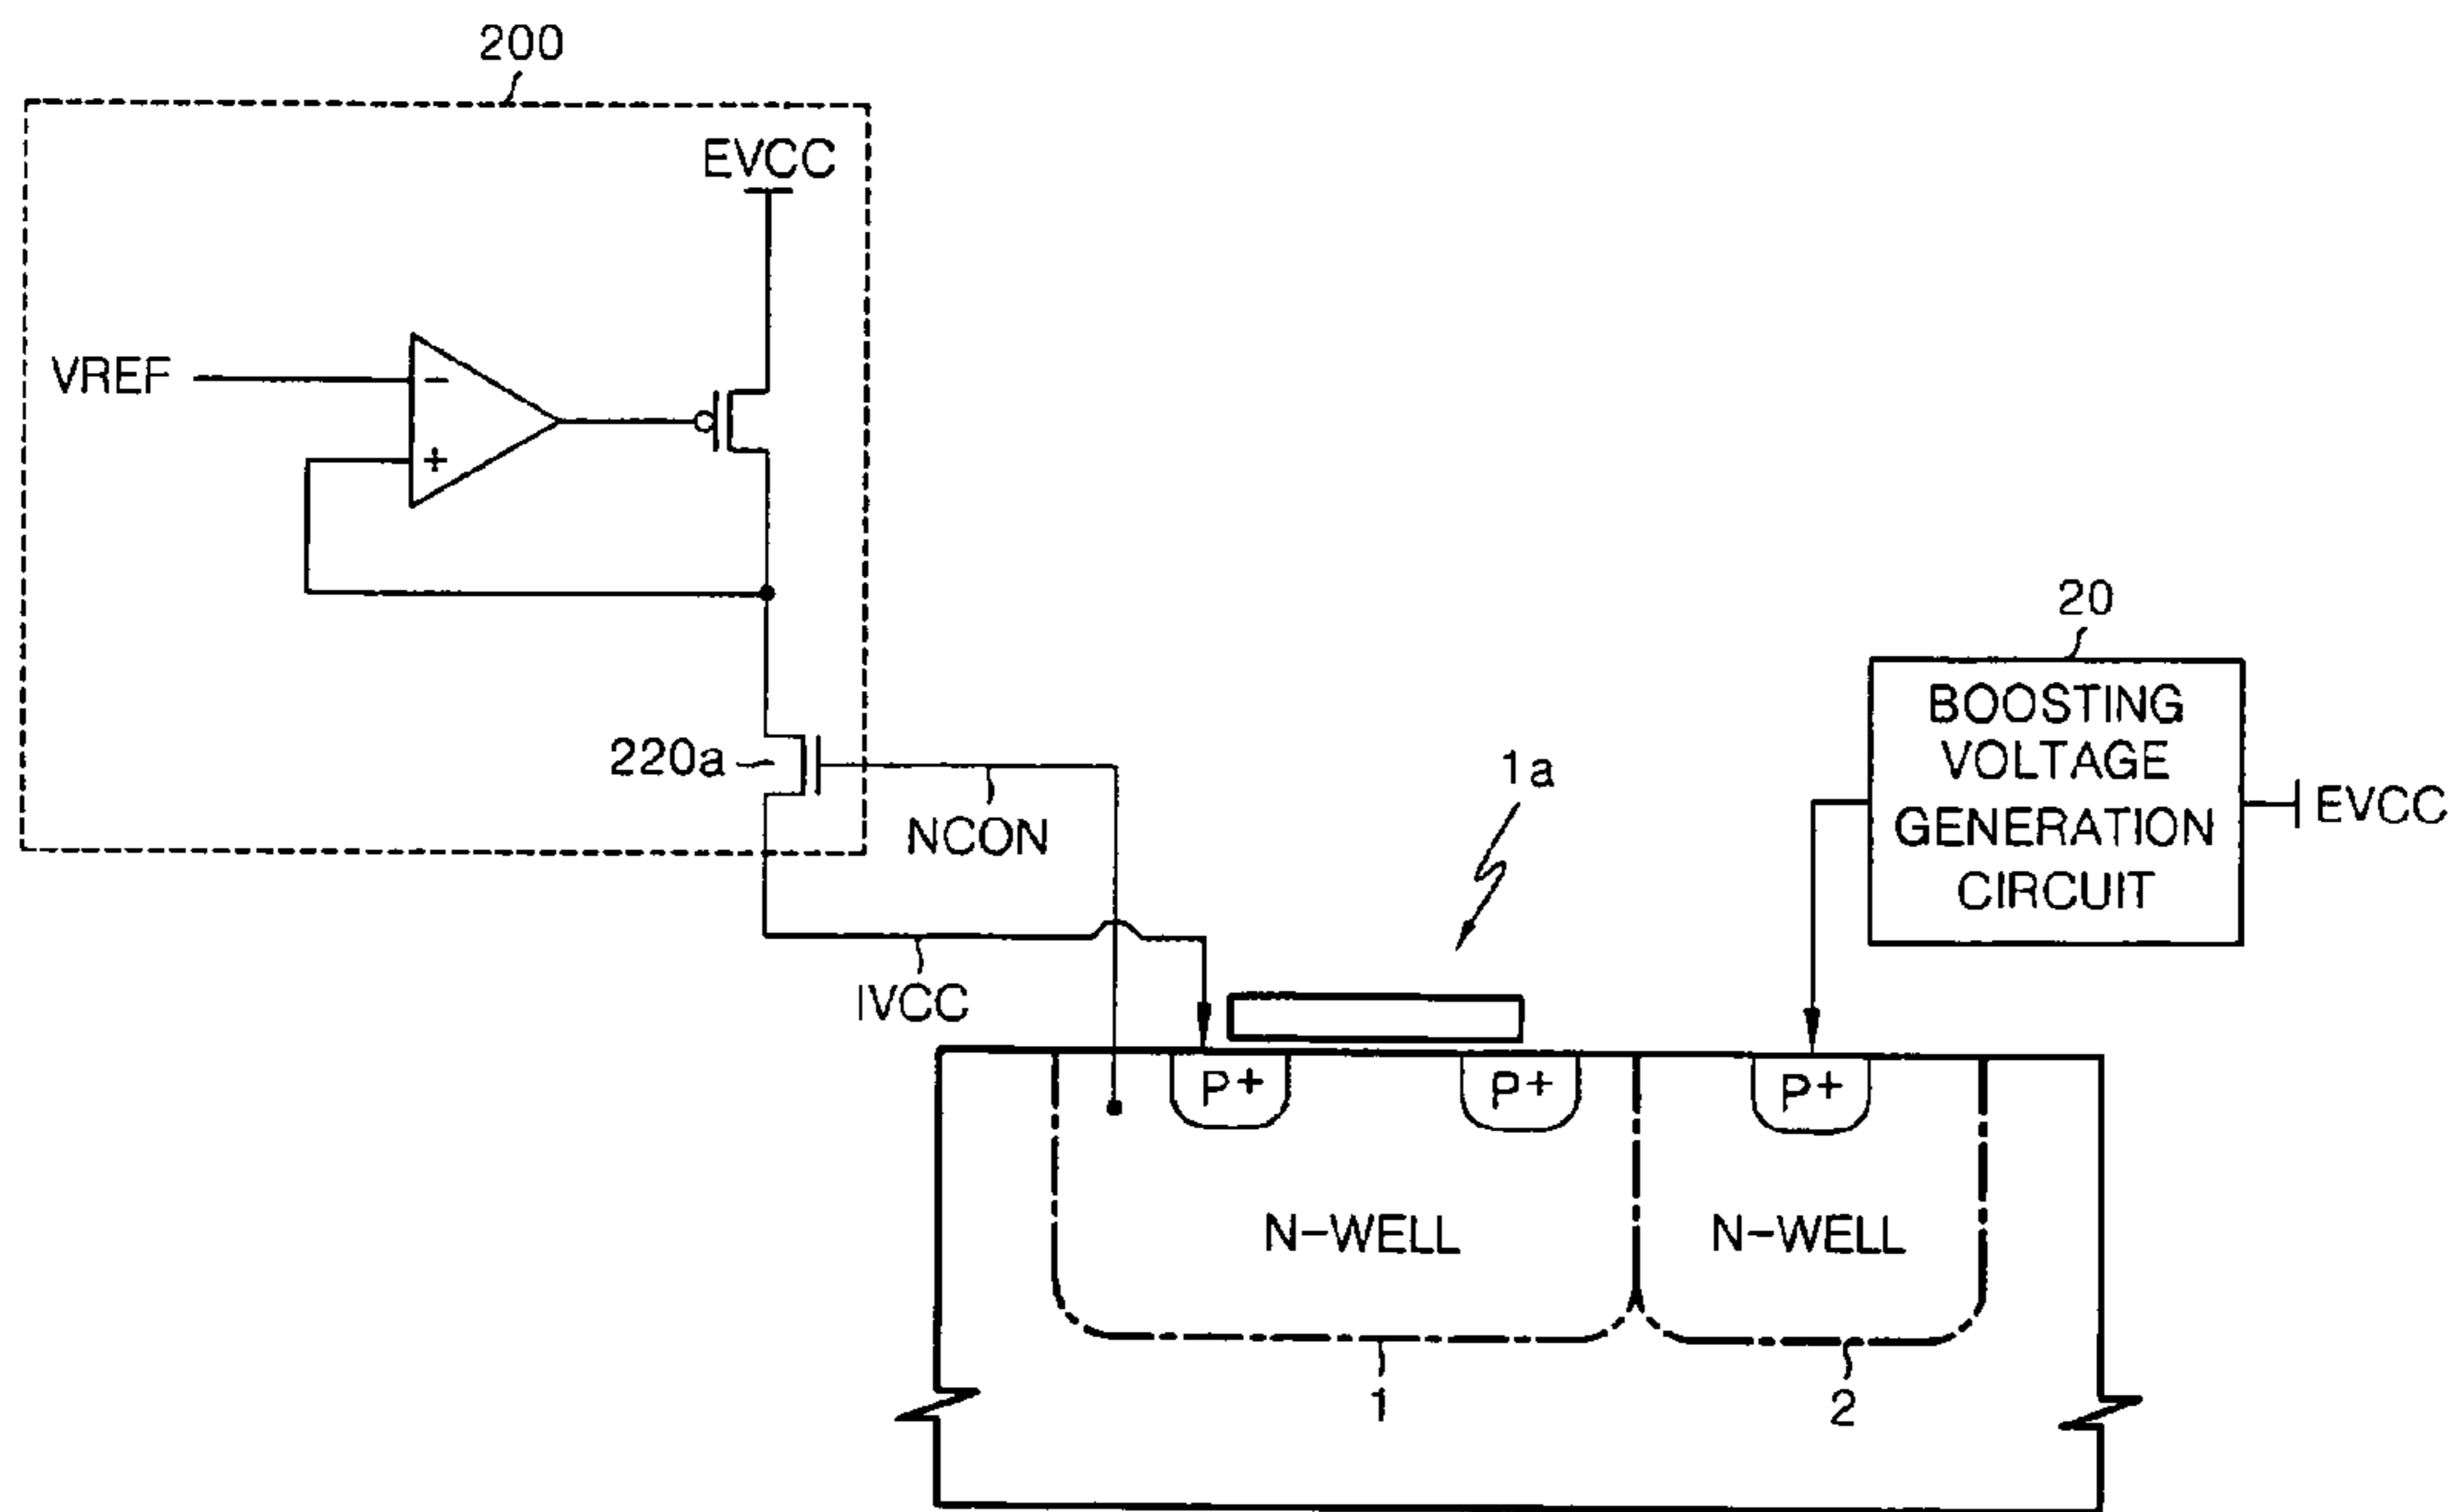 200
EVCC
VREF
−
+
220a
NCON
IVCC
1a
20
BOOSTING
VOLTAGE
GENERATION
CIRCUIT
EVCC
P+
P+
P+
N-WELL
N-WELL
1
2